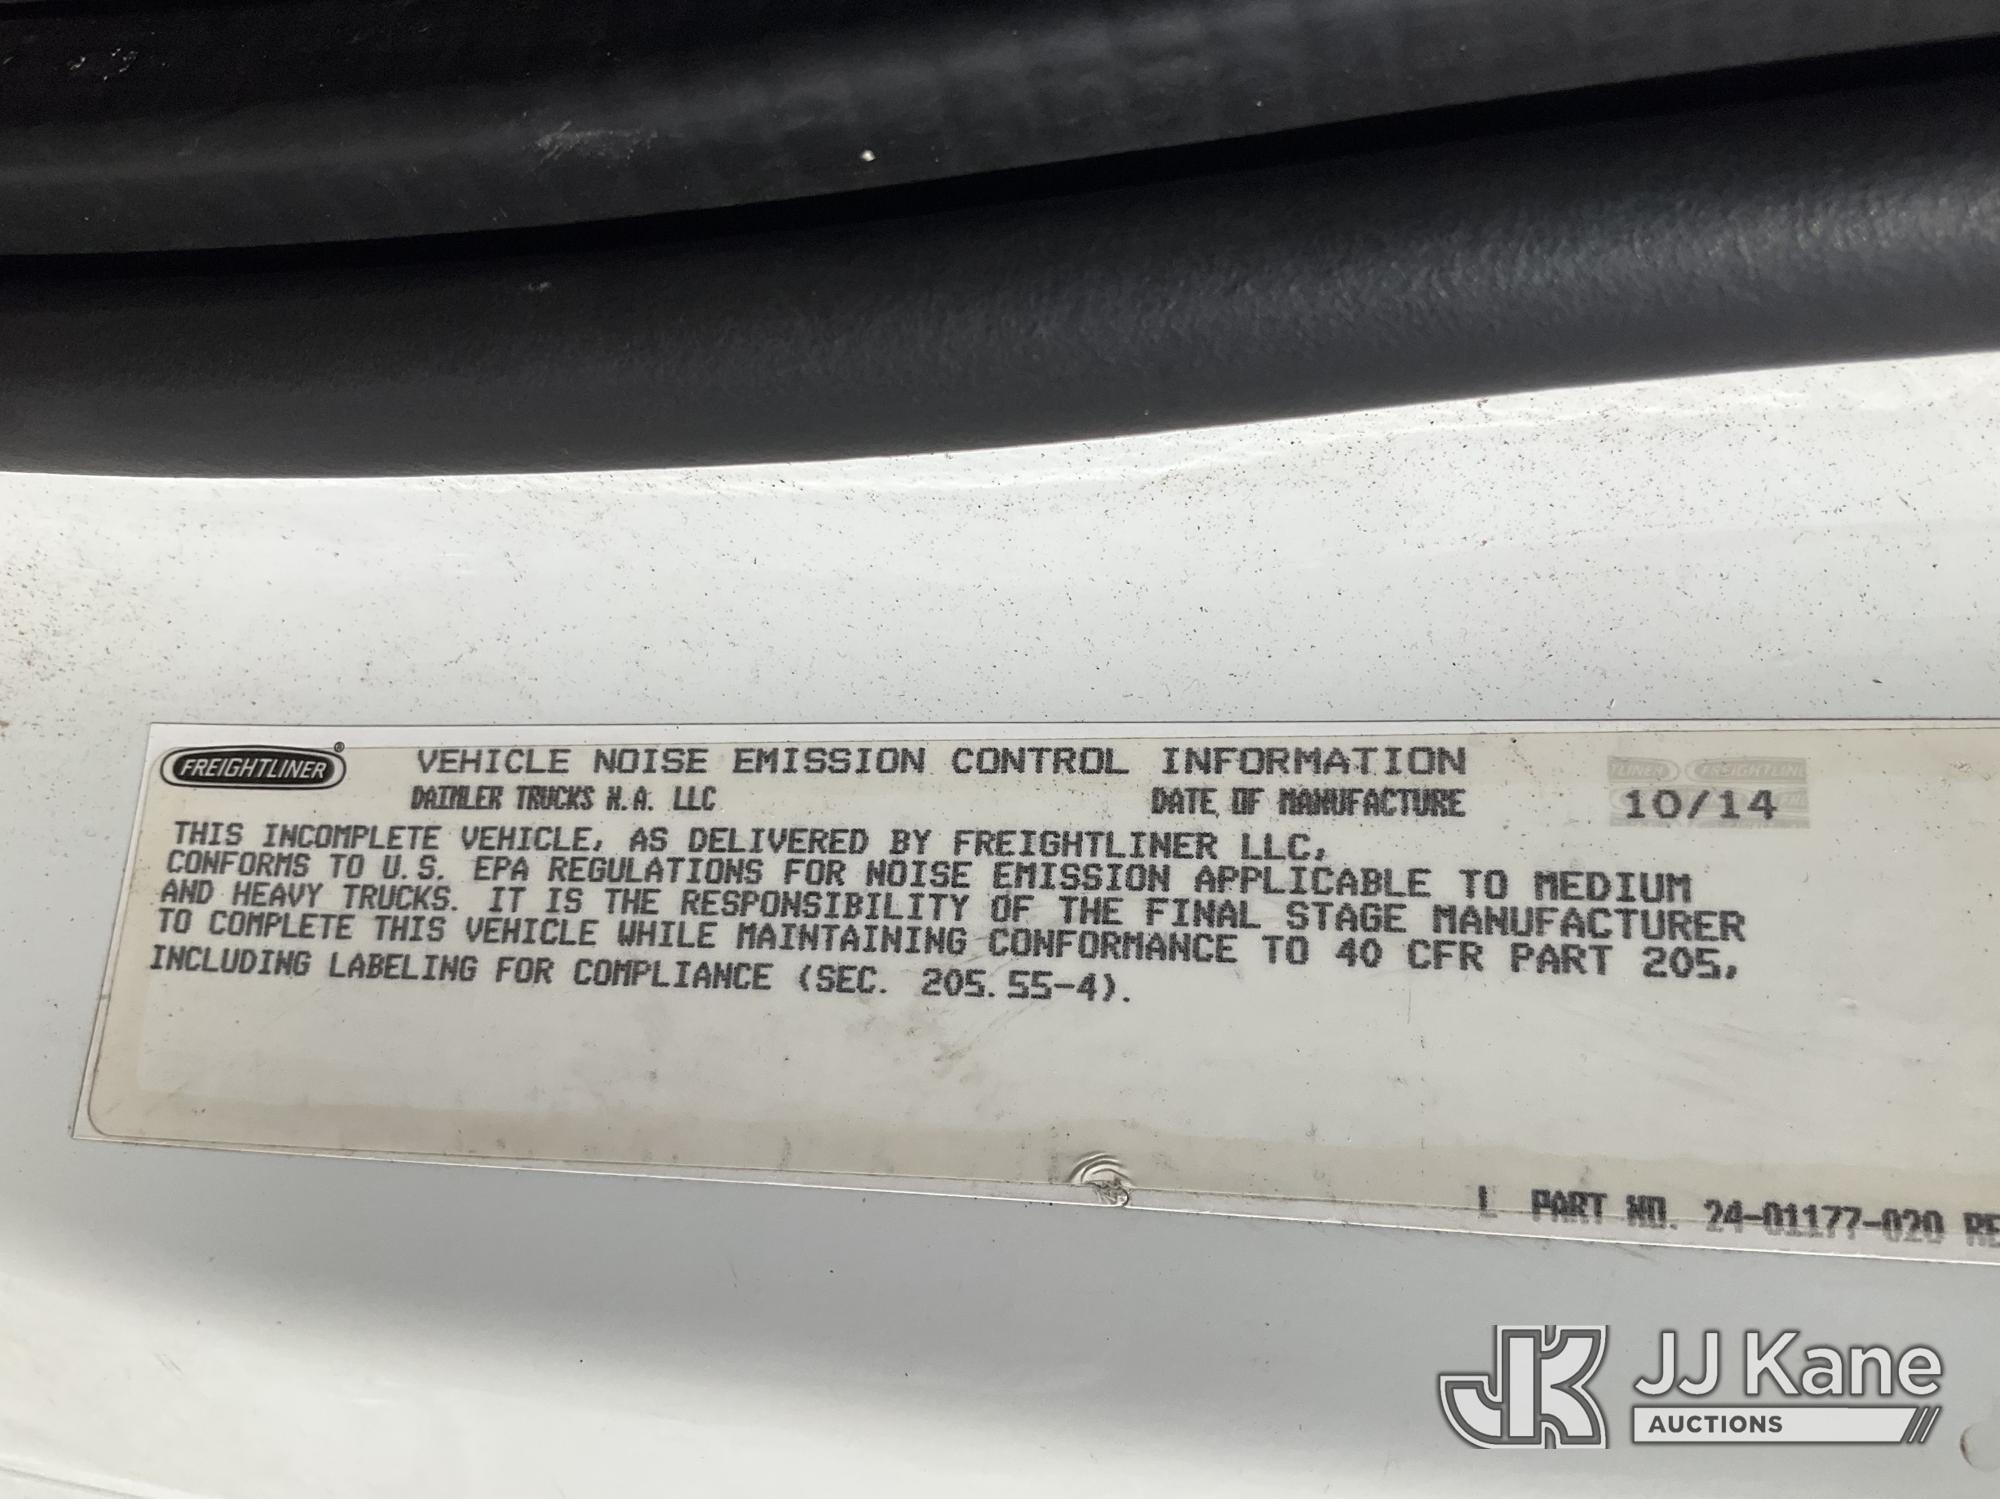 FREIGHTLINER® VEHICLE NOISE EMISSION CONTROL INFORMATION
DAIMLER TRUCKS N.A. LLC DATE OF MANUFACTURE 10/14
THIS INCOMPLETE VEHICLE, AS DELIVERED BY FREIGHTLINER LLC,
CONFORMS TO U.S. EPA REGULATIONS FOR NOISE EMISSION APPLICABLE TO MEDIUM
AND HEAVY TRUCKS. IT IS THE RESPONSIBILITY OF THE FINAL STAGE MANUFACTURER
TO COMPLETE THIS VEHICLE WHILE MAINTAINING CONFORMANCE TO 40 CFR PART 205,
INCLUDING LABELING FOR COMPLIANCE (SEC. 205.55-4).
L PART NO. 24-01177-020 RE
JK JJ Kane
AUCTIONS